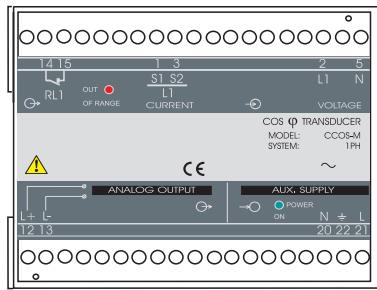 14 15 1 3 2 5
S1 S2 L1 N
RL1 OUT OF RANGE L1
CURRENT VOLTAGE
COS φ TRANSDUCER
MODEL: CCOS-M
SYSTEM: 1PH
CE
ANALOG OUTPUT AUX. SUPPLY
POWER ON
L+ L- N L
12 13 20 22 21